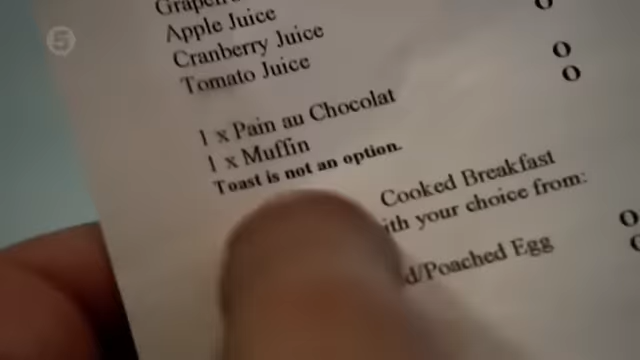 5
Apple Juice
Cranberry Juice
Tomato Juice
1 x Pain au Chocolat
1 x Muffin
Toast is not an option.
Cooked Breakfast
with your choice from:
Poached Egg